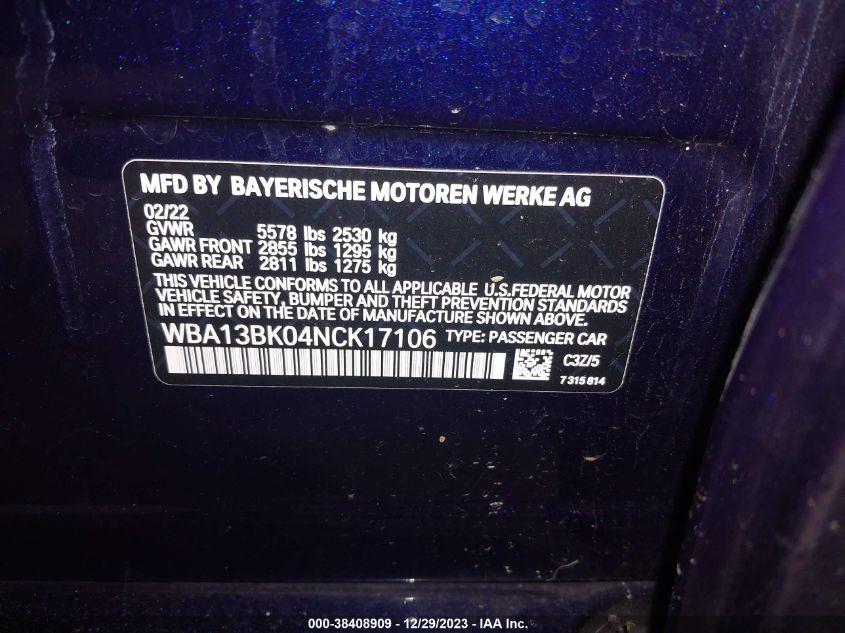 MFD BY BAYERISCHE MOTOREN WERKE AG
02/22
GVWR 5578 lbs 2530 kg
GAWR FRONT 2855 lbs 1295 kg
GAWR REAR 2811 lbs 1275 kg
THIS VEHICLE CONFORMS TO ALL APPLICABLE U.S.FEDERAL MOTOR
VEHICLE SAFETY, BUMPER AND THEFT PREVENTION STANDARDS
IN EFFECT ON THE DATE OF MANUFACTURE SHOWN ABOVE.
WBA13BK04NCK17106 TYPE: PASSENGER CAR
C3Z/5
7 315 814
000-38408909 - 12/29/2023 - IAA Inc.